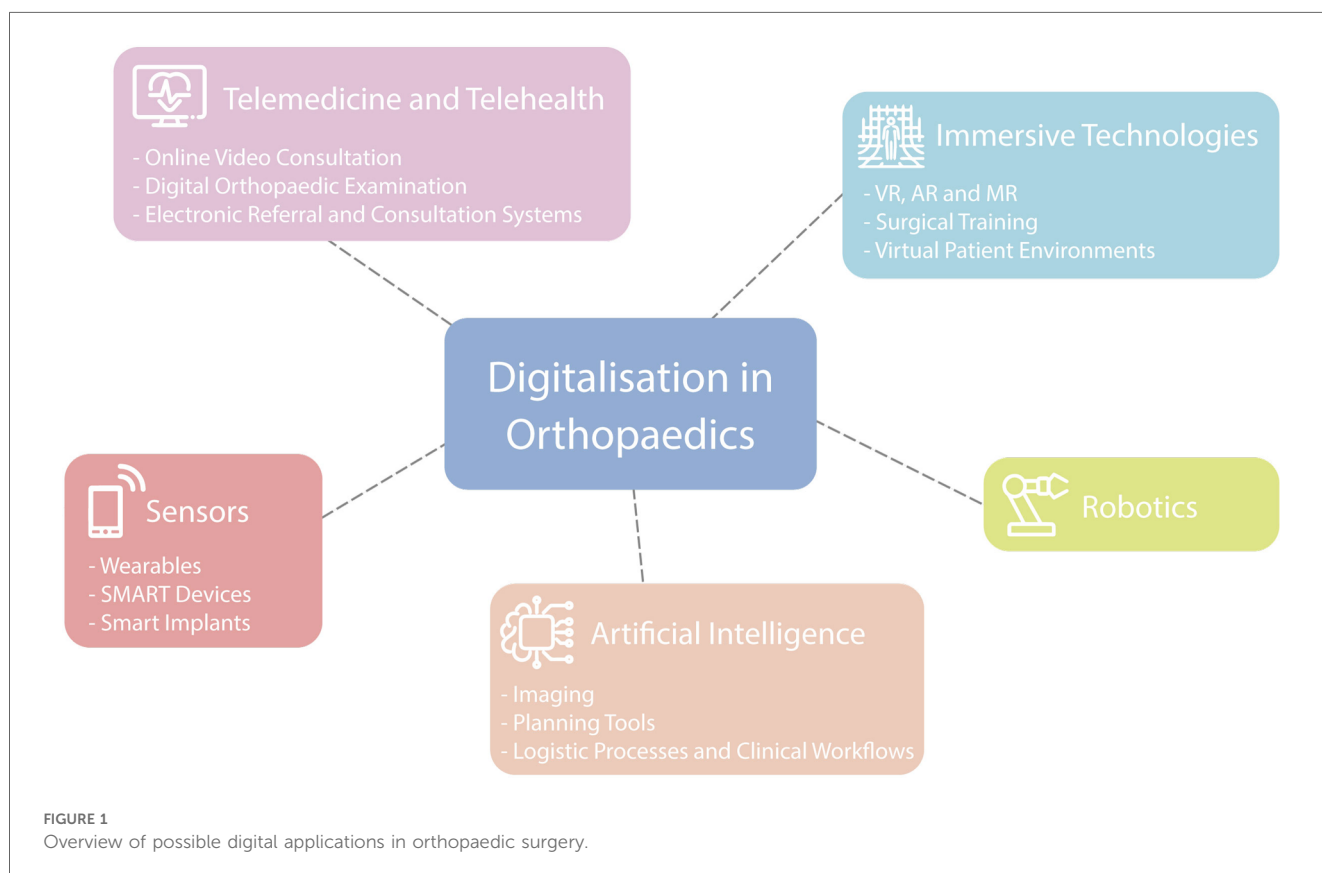 Telemedicine and Telehealth
- Online Video Consultation
- Digital Orthopaedic Examination
- Electronic Referral and Consultation Systems
Immersive Technologies
- VR, AR and MR
- Surgical Training
- Virtual Patient Environments
Digitalisation in
Orthopaedics
Sensors
- Wearables
- SMART Devices
- Smart Implants
Robotics
Artificial Intelligence
- Imaging
- Planning Tools
- Logistic Processes and Clinical Workflows
FIGURE 1
Overview of possible digital applications in orthopaedic surgery.